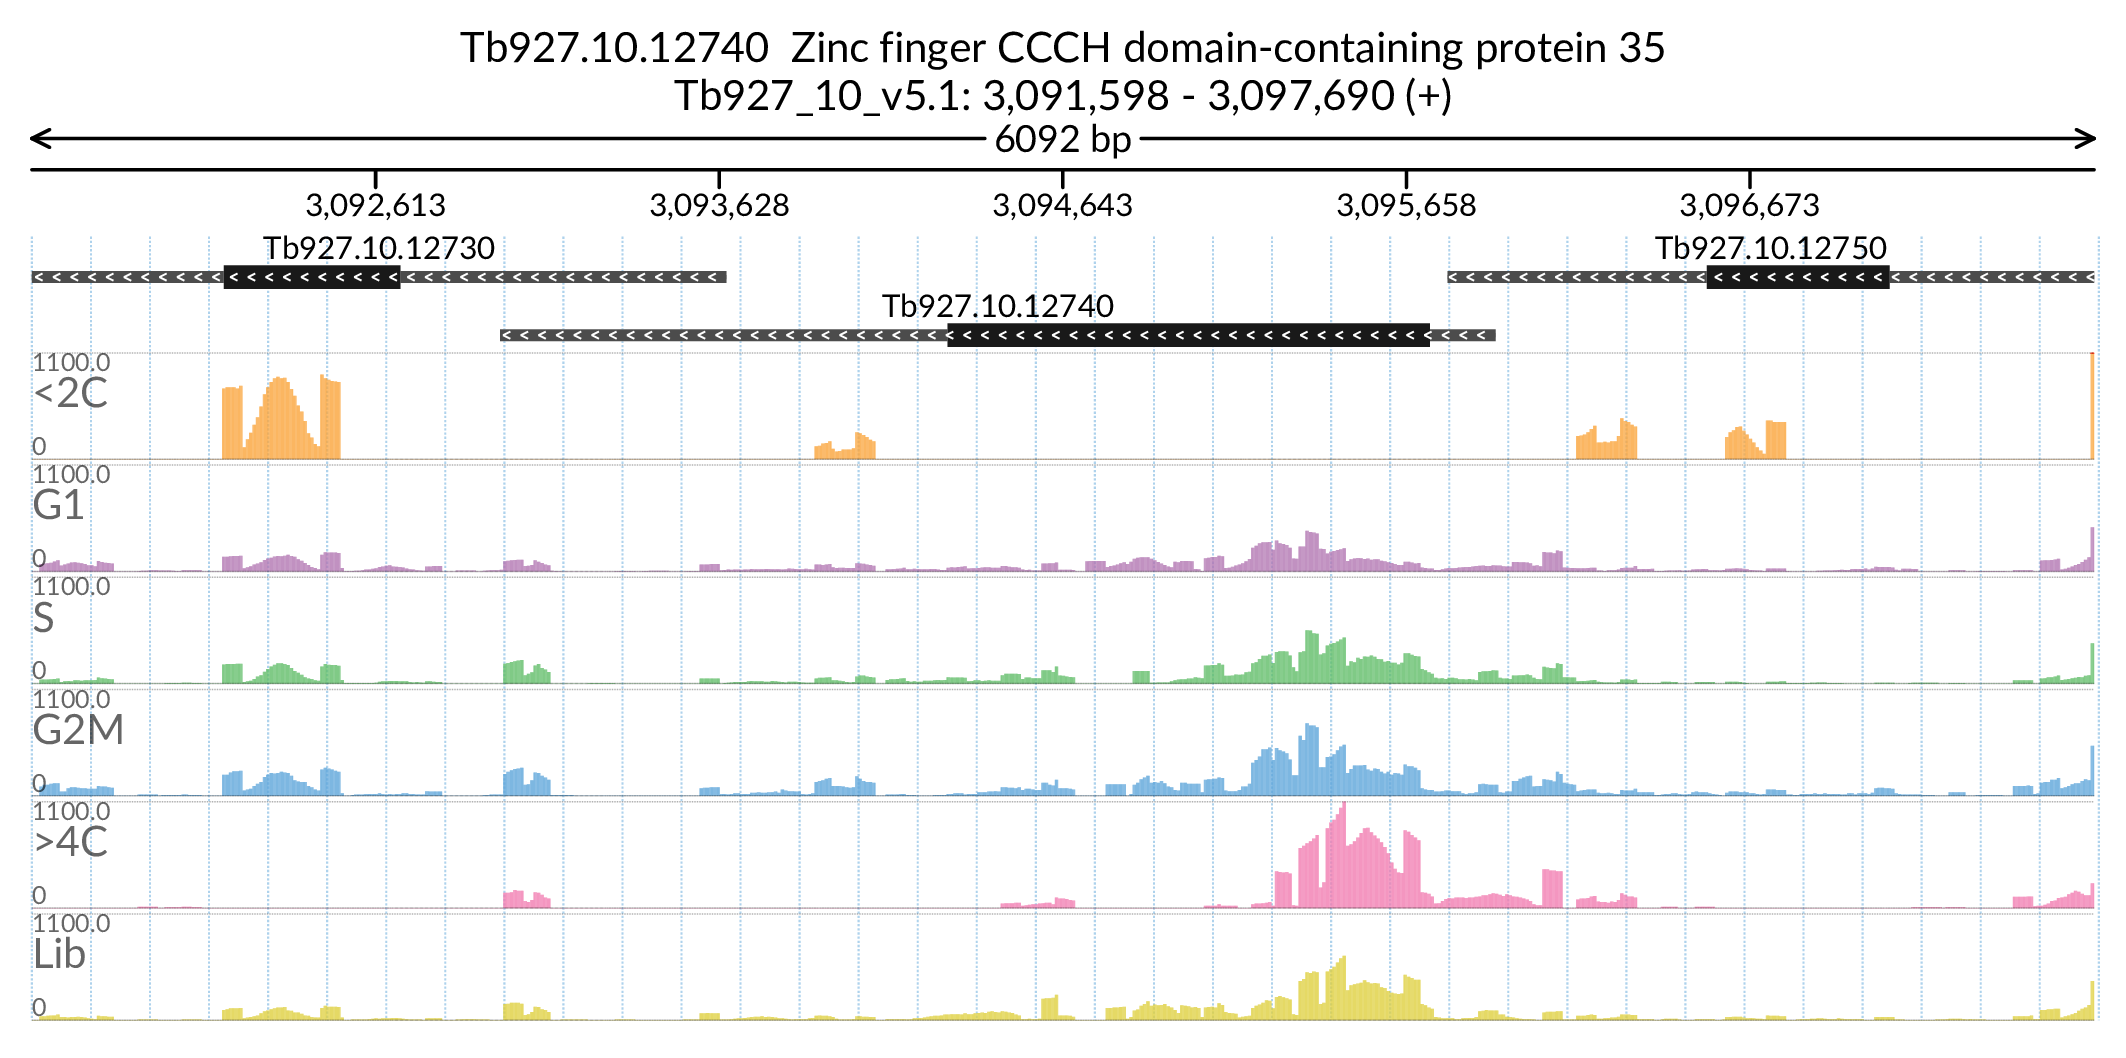 Tb927.10.12740  Zinc finger CCCH domain-containing protein 35
Tb927_10_v5.1: 3,091,598 - 3,097,690 (+)
6092 bp
3,092,613 3,093,628 3,094,643 3,095,658 3,096,673
Tb927.10.12730 Tb927.10.12750
Tb927.10.12740
1100.0
<2C
0
1100.0
G1
0
1100.0
S
0
1100.0
G2M
0
1100.0
>4C
0
1100.0
Lib
0